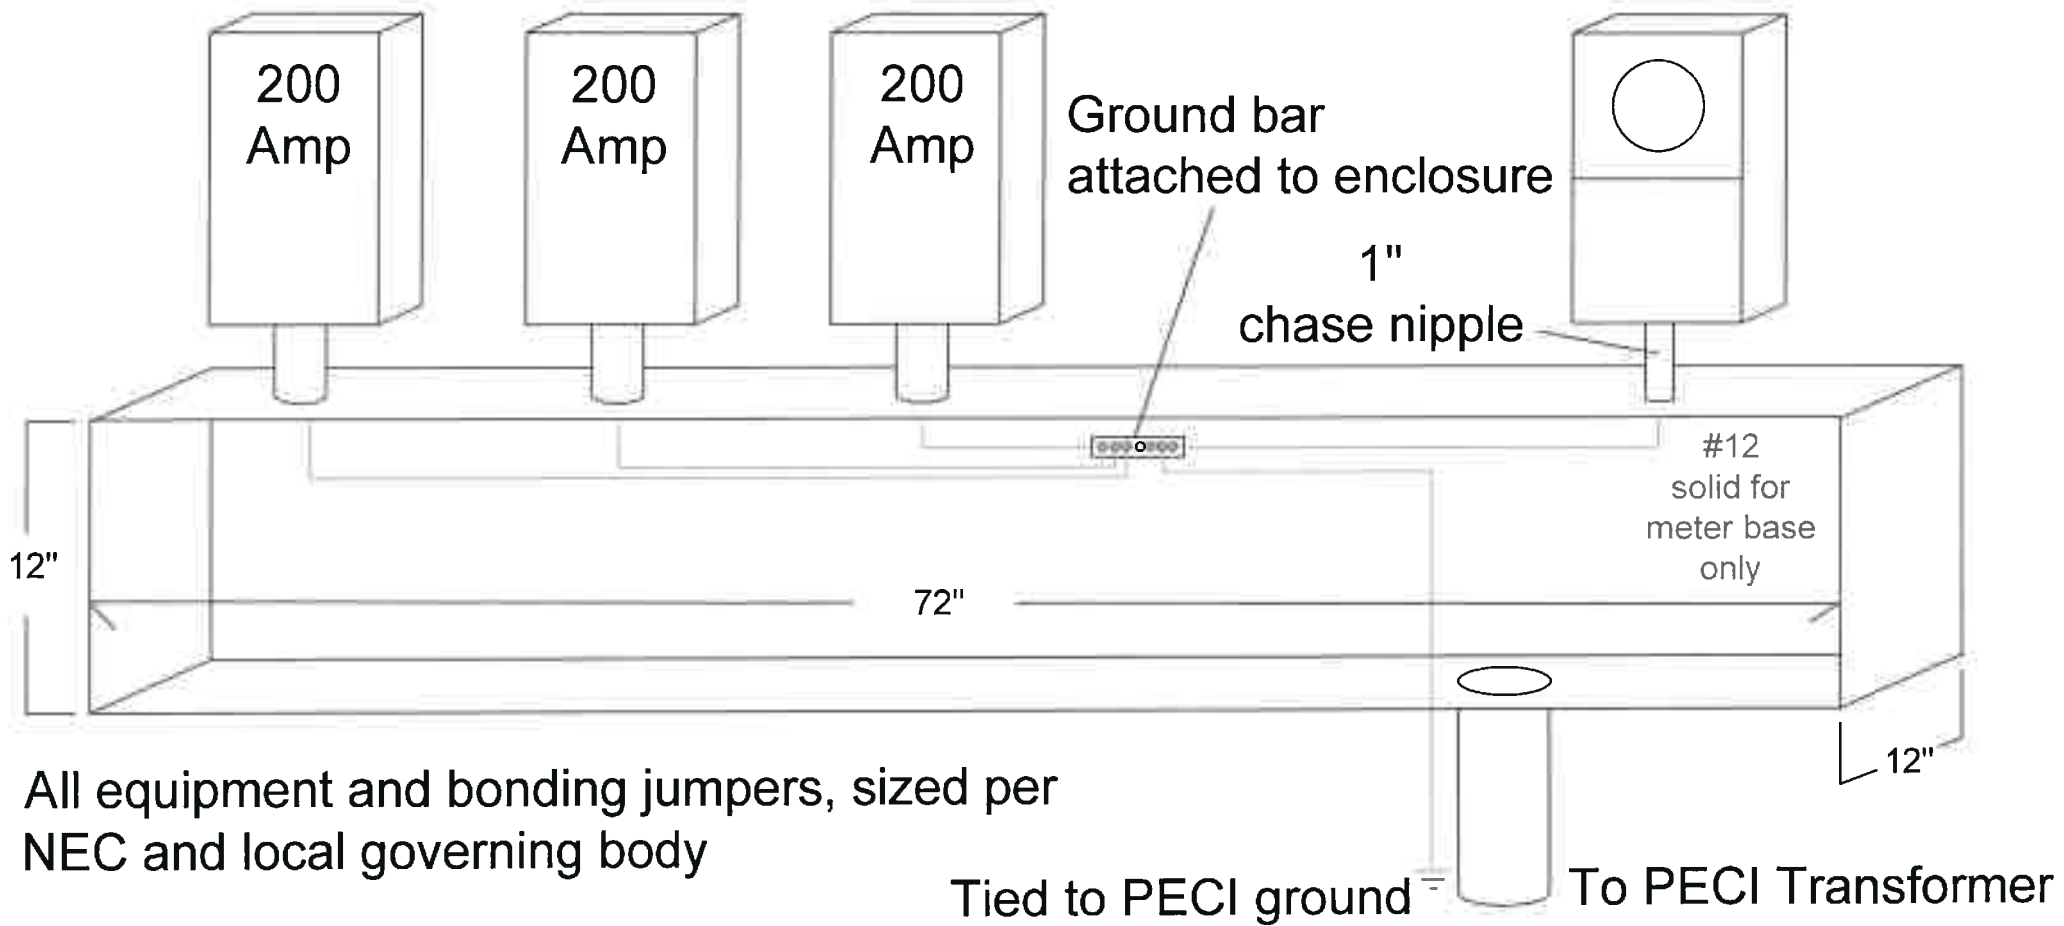 200
Amp
200
Amp
200
Amp
Ground bar
attached to enclosure
1"
chase nipple
#12
solid for
meter base
only
12"
72"
12"
All equipment and bonding jumpers, sized per
NEC and local governing body
Tied to PECI ground
To PECI Transformer